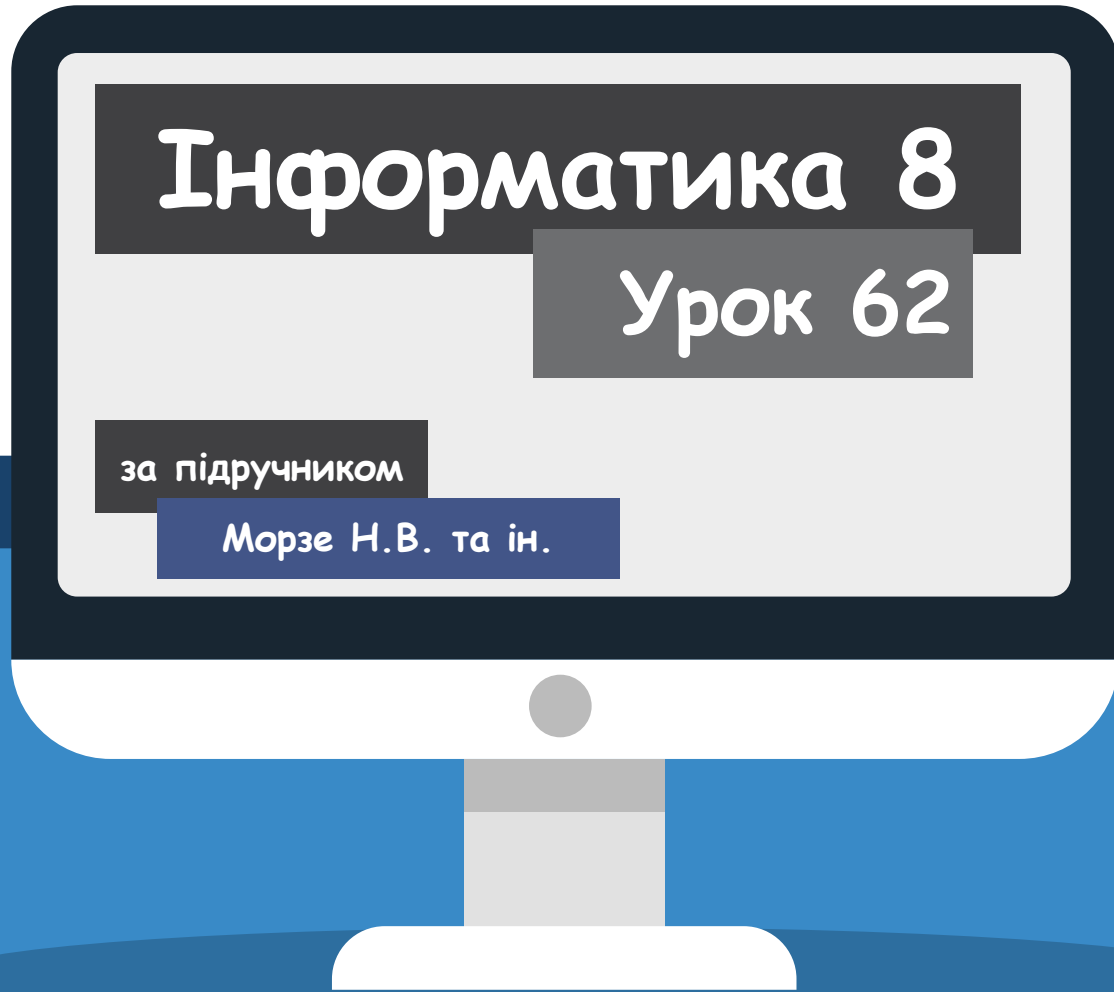 Інформатика 8
Урок 62
за підручником
Морзе Н.В. та ін.